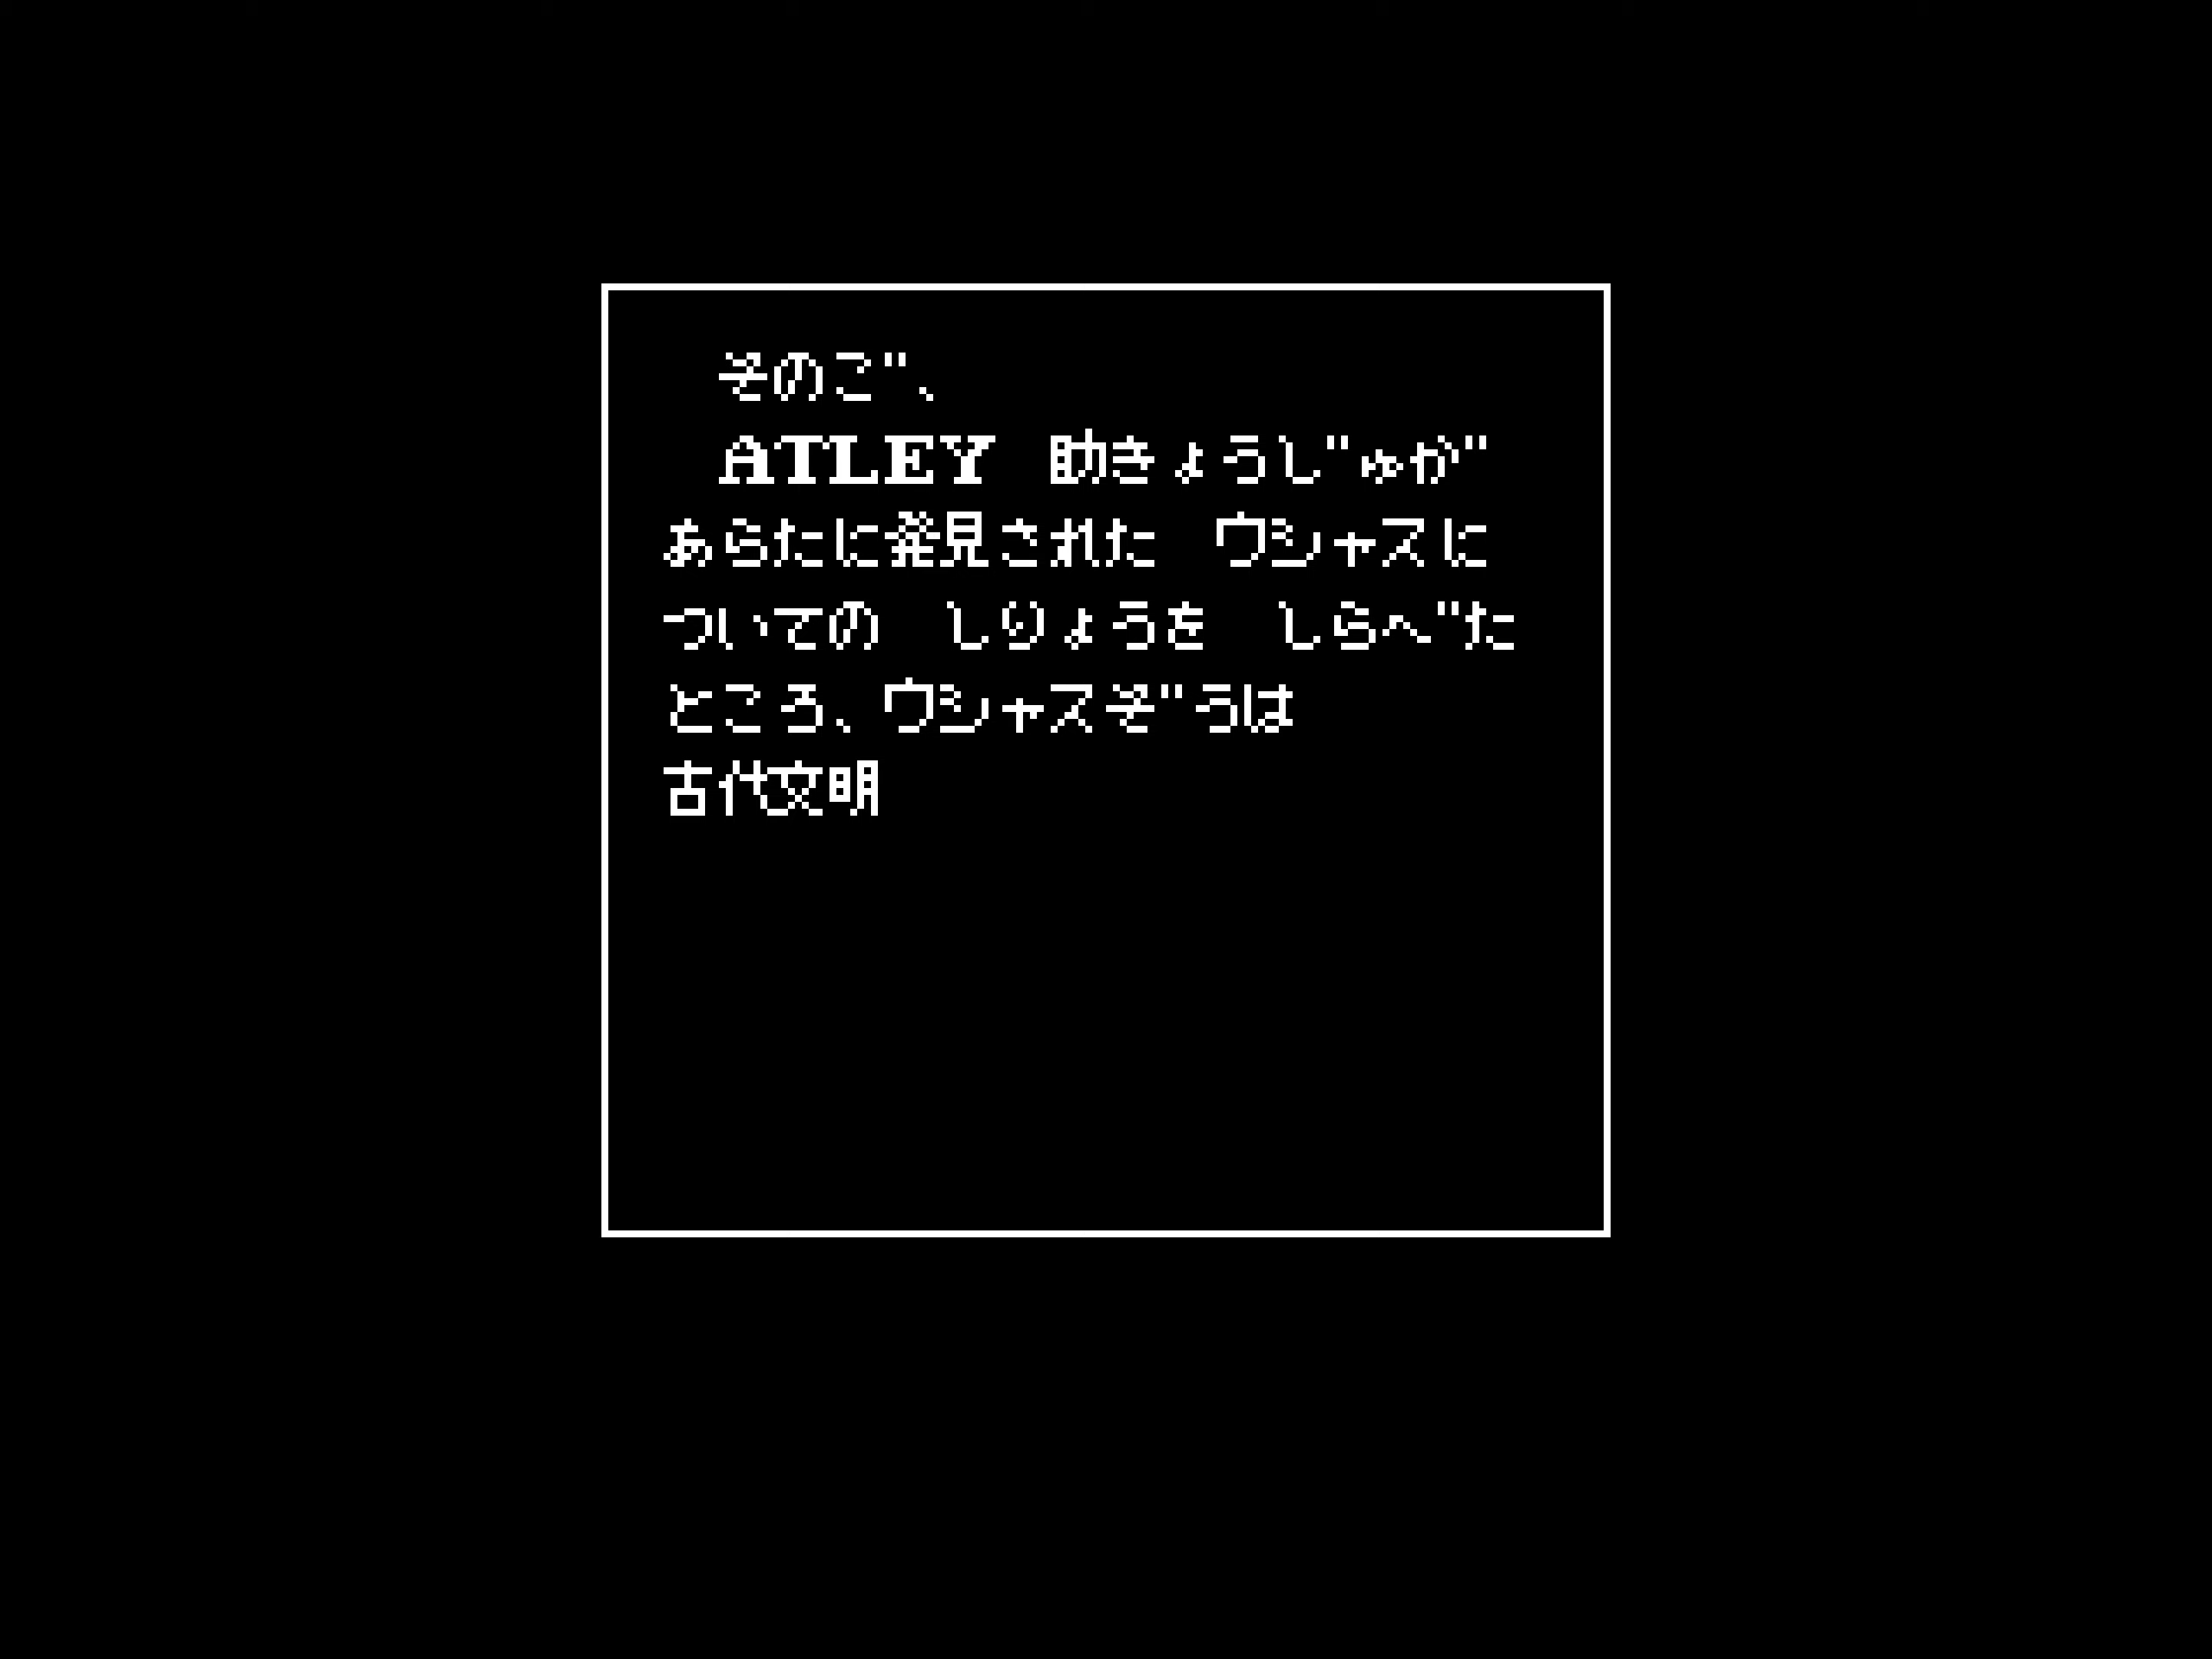 そのご、
ATLEY 助きょうじゅが
あらたに発見された ウシャスに
ついての しりょうを しらべた
ところ、ウシャスぞうは
古代文明